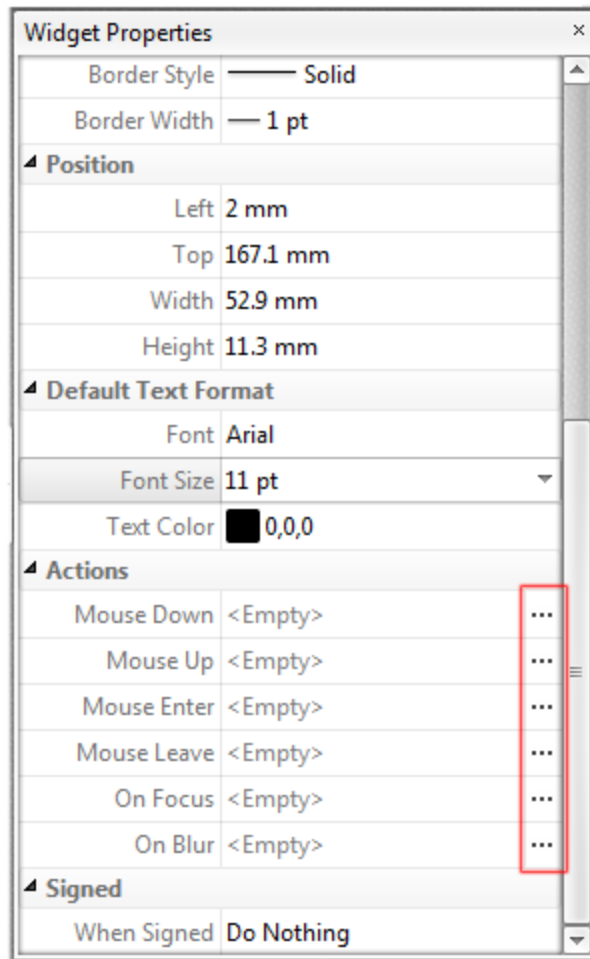 Widget Properties ×
Border Style Solid
Border Width 1 pt
Position
Left 2 mm
Top 167.1 mm
Width 52.9 mm
Height 11.3 mm
Default Text Format
Font Arial
Font Size 11 pt
Text Color 0,0,0
Actions
Mouse Down <Empty> ...
Mouse Up <Empty> ...
Mouse Enter <Empty> ...
Mouse Leave <Empty> ...
On Focus <Empty> ...
On Blur <Empty> ...
Signed
When Signed Do Nothing